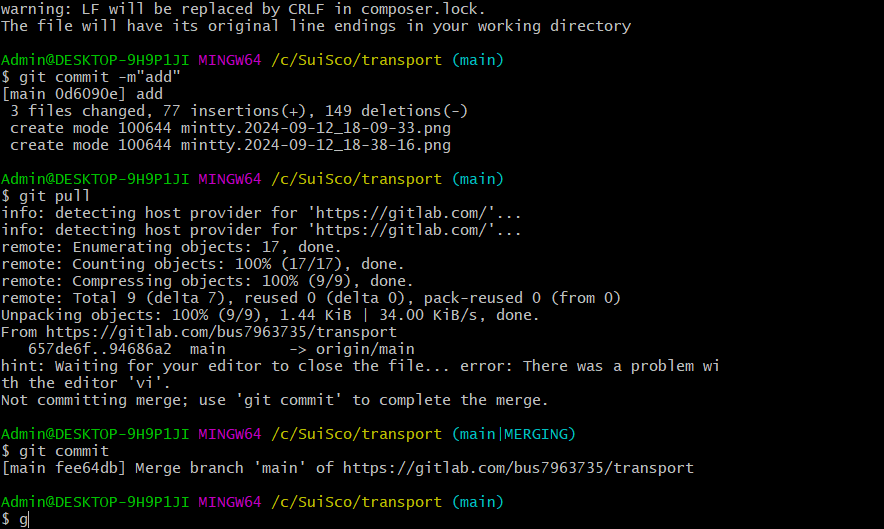 warning: LF will be replaced by CRLF in composer.lock.
The file will have its original line endings in your working directory
Admin@DESKTOP-9H9P1JI MINGW64 /c/SuiSco/transport (main)
$ git commit -m"add"
[main 0d6090e] add
 3 files changed, 77 insertions(+), 149 deletions(-)
 create mode 100644 mintty.2024-09-12_18-09-33.png
 create mode 100644 mintty.2024-09-12_18-38-16.png
Admin@DESKTOP-9H9P1JI MINGW64 /c/SuiSco/transport (main)
$ git pull
info: detecting host provider for 'https://gitlab.com/'...
info: detecting host provider for 'https://gitlab.com/'...
remote: Enumerating objects: 17, done.
remote: Counting objects: 100% (17/17), done.
remote: Compressing objects: 100% (9/9), done.
remote: Total 9 (delta 7), reused 0 (delta 0), pack-reused 0 (from 0)
Unpacking objects: 100% (9/9), 1.44 KiB | 34.00 KiB/s, done.
From https://gitlab.com/bus7963735/transport
   657de6f..94686a2  main       -> origin/main
hint: Waiting for your editor to close the file... error: There was a problem wi
th the editor 'vi'.
Not committing merge; use 'git commit' to complete the merge.
Admin@DESKTOP-9H9P1JI MINGW64 /c/SuiSco/transport (main|MERGING)
$ git commit
[main fee64db] Merge branch 'main' of https://gitlab.com/bus7963735/transport
Admin@DESKTOP-9H9P1JI MINGW64 /c/SuiSco/transport (main)
$ g